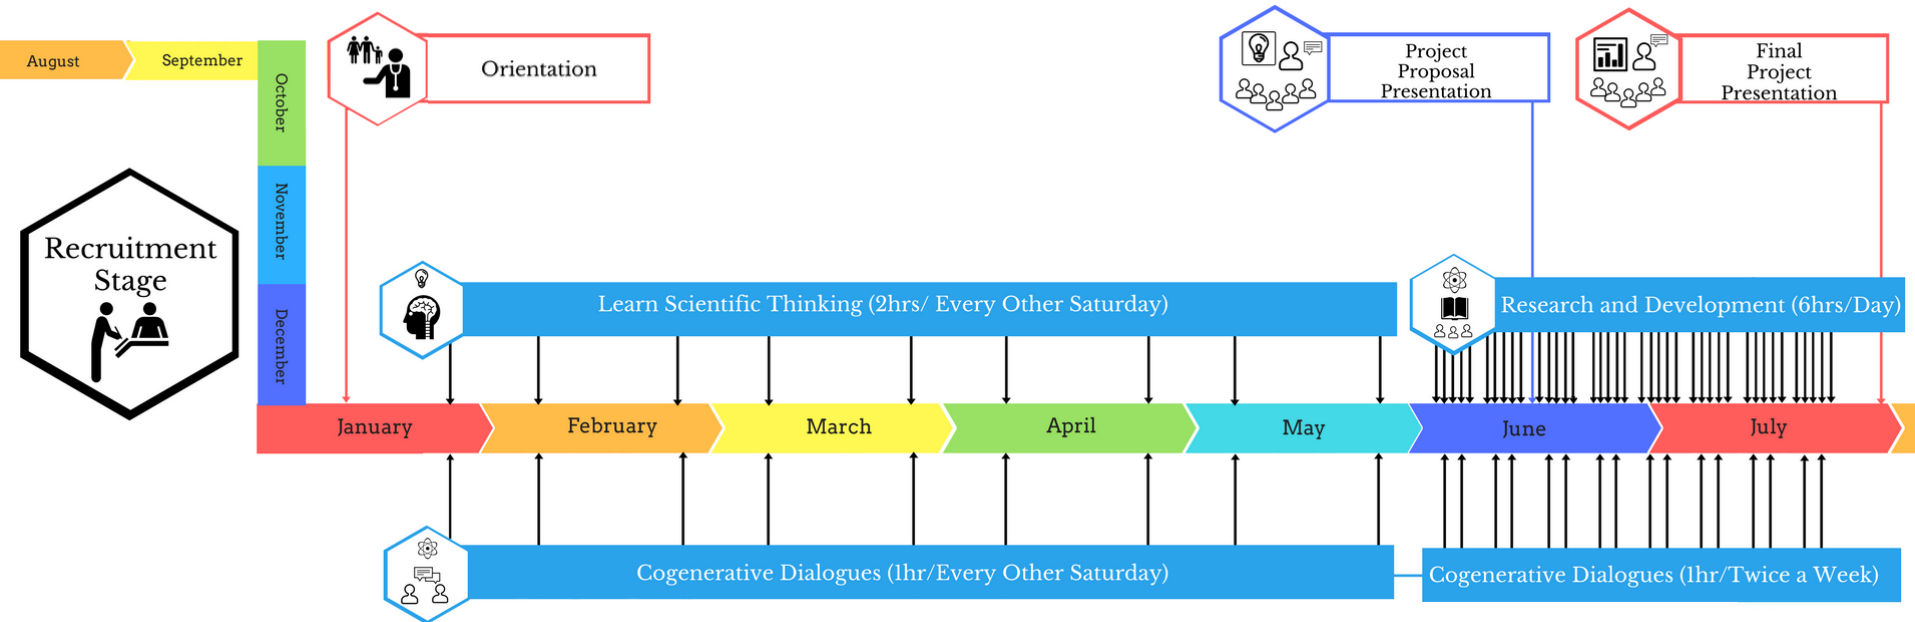 August
September
October
November
December
Recruitment
Stage
Orientation
Project
Proposal
Presentation
Final
Project
Presentation
Learn Scientific Thinking (2hrs/ Every Other Saturday)
Research and Development (6hrs/Day)
January
February
March
April
May
June
July
Cogenerative Dialogues (1hr/Every Other Saturday)
Cogenerative Dialogues (1hr/Twice a Week)